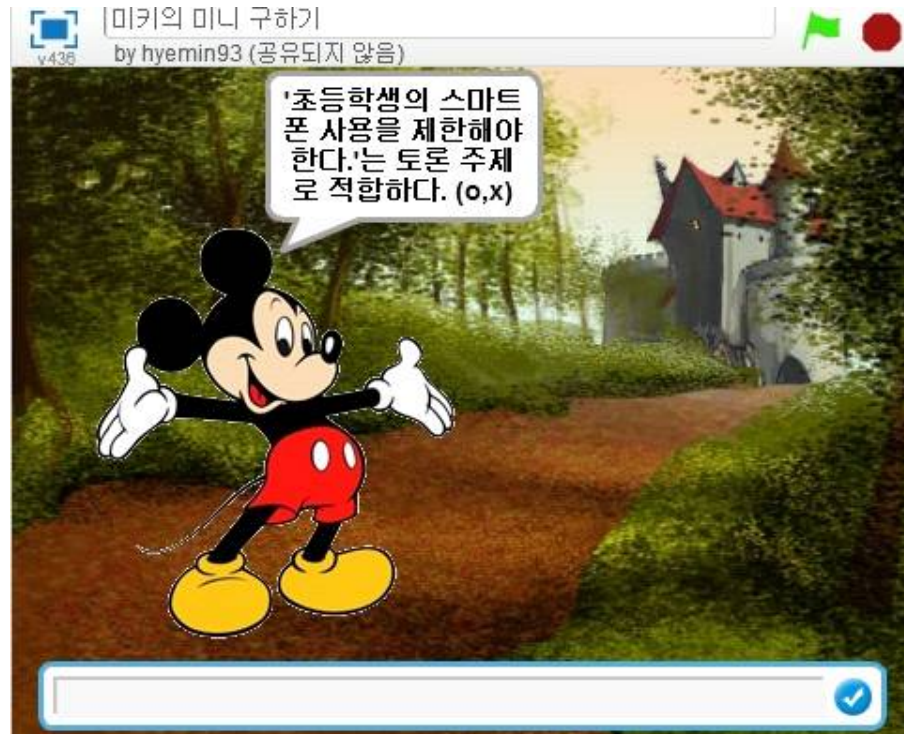 미키의 미니 구하기
v436
by hyemin93 (공유되지 않음)
'초등학생의 스마트
폰 사용을 제한해야
한다.'는 토론 주제
로 적합하다. (o,x)